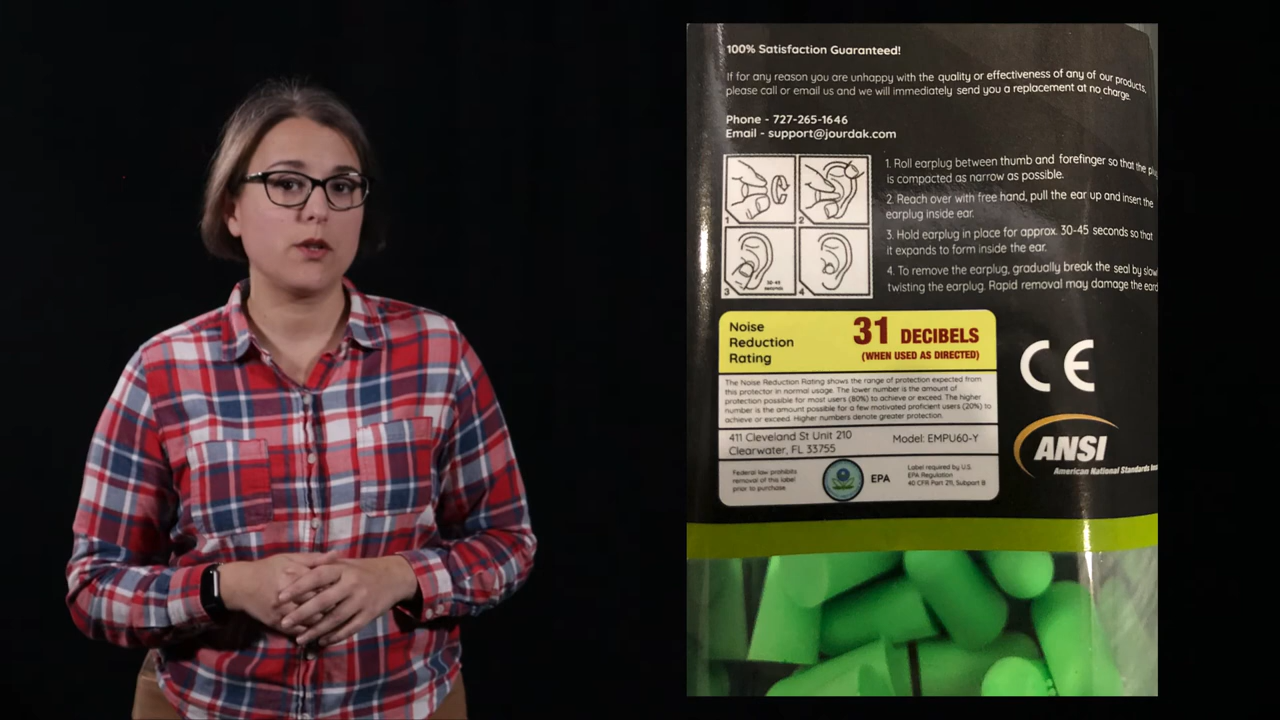 100% Satisfaction Guaranteed!
If for any reason you are unhappy with the quality or effectiveness of any of our products,
please call or email us and we will immediately send you a replacement at no charge.
Phone - 727-265-1646
Email - support@jourdak.com
1
2
3
30-45
seconds
4
1. Roll earplug between thumb and forefinger so that the
is compacted as narrow as possible.
2. Reach over with free hand, pull the ear up and insert the
earplug inside ear.
3. Hold earplug in place for approx. 30-45 seconds so that
it expands to form inside the ear.
4. To remove the earplug, gradually break the seal by
twisting the earplug. Rapid removal may damage the
Noise
Reduction
Rating
31 DECIBELS
(WHEN USED AS DIRECTED)
The Noise Reduction Rating shows the range of protection expected from
this protector in normal usage. The lower number is the amount of
protection possible for most users (80%) to achieve or exceed. The higher
number is the amount possible for a few motivated proficient users (20%) to
achieve or exceed. Higher numbers denote greater protection.
411 Cleveland St Unit 210
Clearwater, FL 33755
Model: EMPU60-Y
Federal law prohibits
removal of this label
prior to purchase
EPA
Label required by U.S.
EPA Regulation
40 CFR Part 211, Subpart B
CE
ANSI
American National Standards